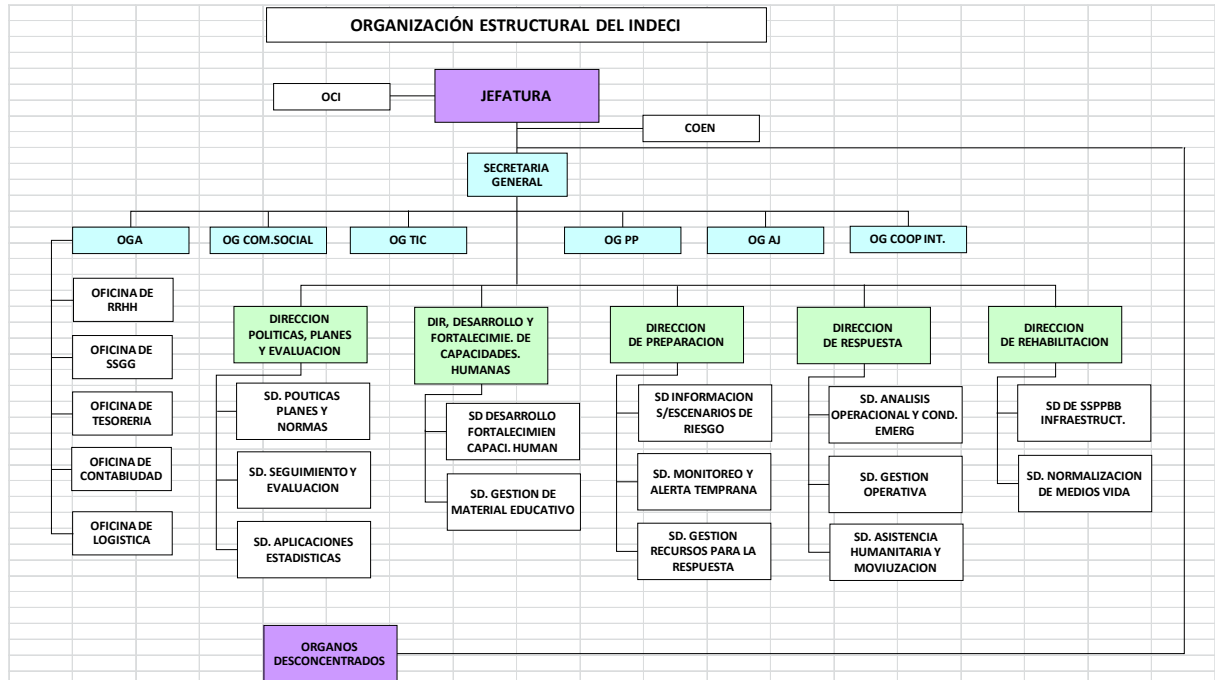 ORGANIZACIÓN ESTRUCTURAL DEL INDECI
JEFATURA
OCI
COEN
SECRETARIA
GENERAL
OGA
OG COM.SOCIAL
OG TIC
OG PP
OG AJ
OG COOP INT.
OFICINA DE
RRHH
OFICINA DE
SSGG
OFICINA DE
TESORERIA
OFICINA DE
CONTABIUDAD
OFICINA DE
LOGISTICA
DIRECCION
POLITICAS, PLANES
Y EVALUACION
SD. POUTICAS
PLANES Y
NORMAS
SD. SEGUIMIENTO Y
EVALUACION
SD. APLICACIONES
ESTADISTICAS
DIR, DESARROLLO Y
FORTALECIMIE. DE
CAPACIDADES.
HUMANAS
SD DESARROLLO
FORTALECIMIEN
CAPACI. HUMAN
SD. GESTION DE
MATERIAL EDUCATIVO
DIRECCION
DE PREPARACION
SD INFORMACION
S/ESCENARIOS DE
RIESGO
SD. MONITOREO Y
ALERTA TEMPRANA
SD. GESTION
RECURSOS PARA LA
RESPUESTA
DIRECCION
DE RESPUESTA
SD. ANALISIS
OPERACIONAL Y COND.
EMERG
SD. GESTION
OPERATIVA
SD. ASISTENCIA
HUMANITARIA Y
MOVIUZACION
DIRECCION
DE REHABILITACION
SD DE SSPPBB
INFRAESTRUCT.
SD. NORMALIZACION
DE MEDIOS VIDA
ORGANOS
DESCONCENTRADOS